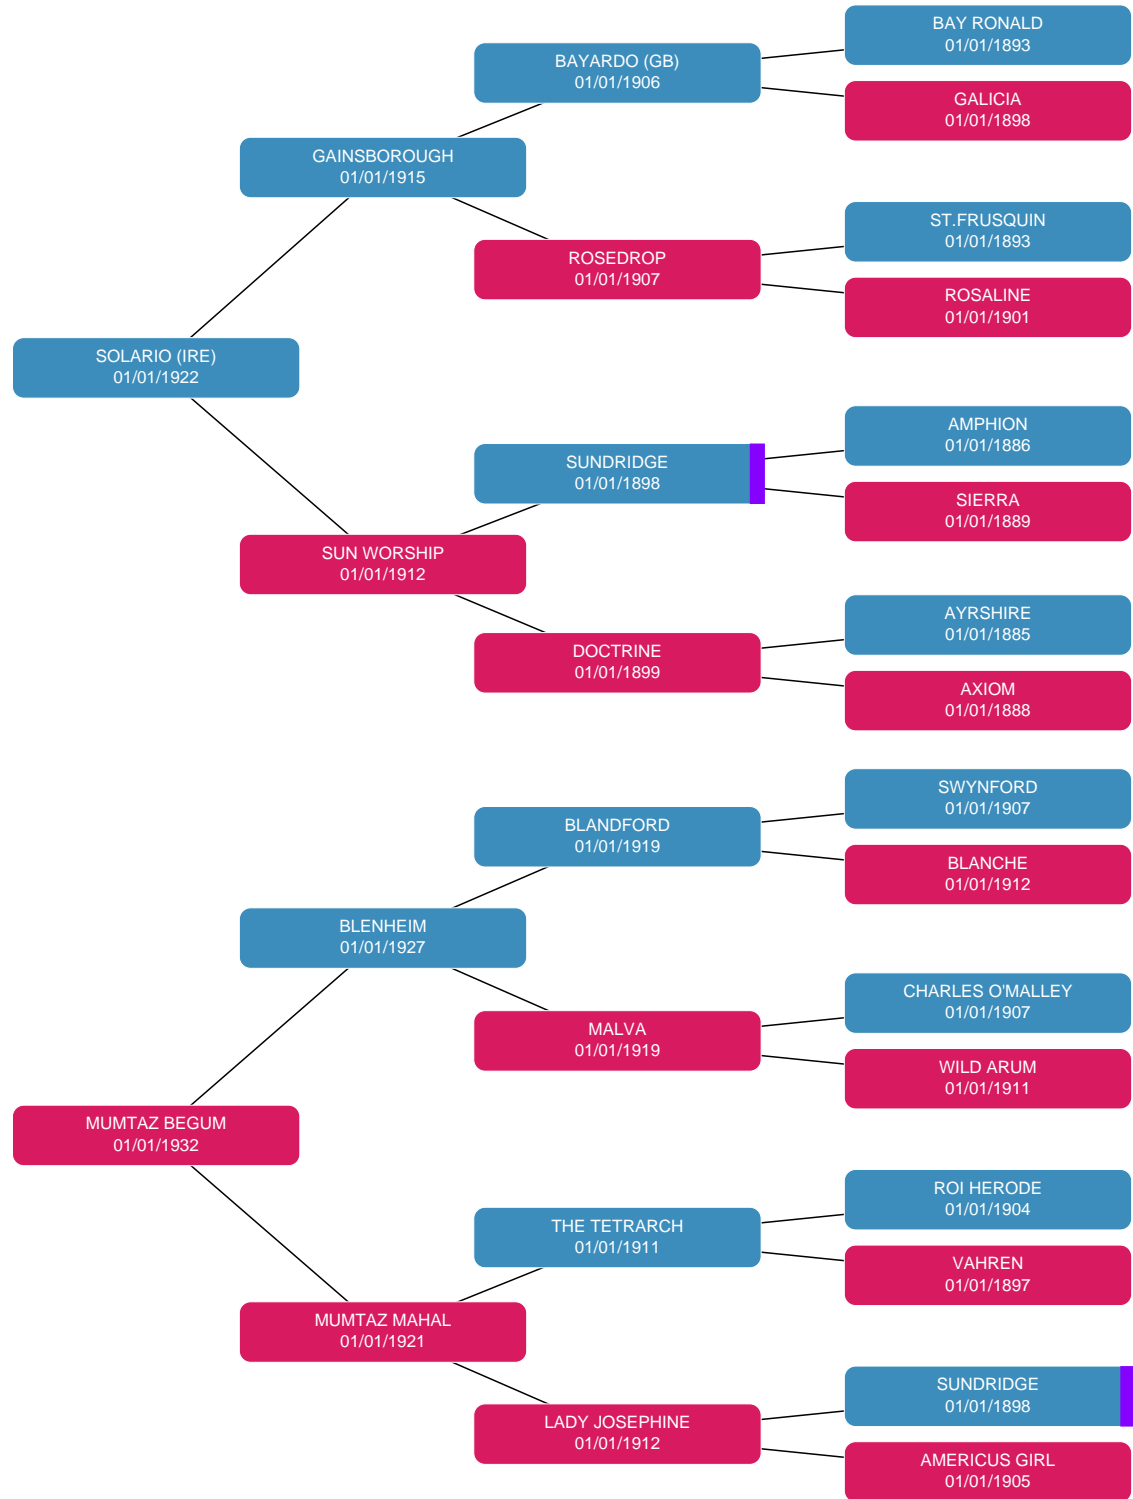 BAY RONALD
01/01/1893
BAYARDO (GB)
01/01/1906
GALICIA
01/01/1898
GAINSBOROUGH
01/01/1915
ST.FRUSQUIN
01/01/1893
ROSEDROP
01/01/1907
ROSALINE
01/01/1901
SOLARIO (IRE)
01/01/1922
AMPHION
01/01/1886
SUNDRIDGE
01/01/1898
SIERRA
01/01/1889
SUN WORSHIP
01/01/1912
AYRSHIRE
01/01/1885
DOCTRINE
01/01/1899
AXIOM
01/01/1888
SWYNFORD
01/01/1907
BLANDFORD
01/01/1919
BLANCHE
01/01/1912
BLENHEIM
01/01/1927
CHARLES O'MALLEY
01/01/1907
MALVA
01/01/1919
WILD ARUM
01/01/1911
MUMTAZ BEGUM
01/01/1932
ROI HERODE
01/01/1904
THE TETRARCH
01/01/1911
VAHREN
01/01/1897
MUMTAZ MAHAL
01/01/1921
SUNDRIDGE
01/01/1898
LADY JOSEPHINE
01/01/1912
AMERICUS GIRL
01/01/1905